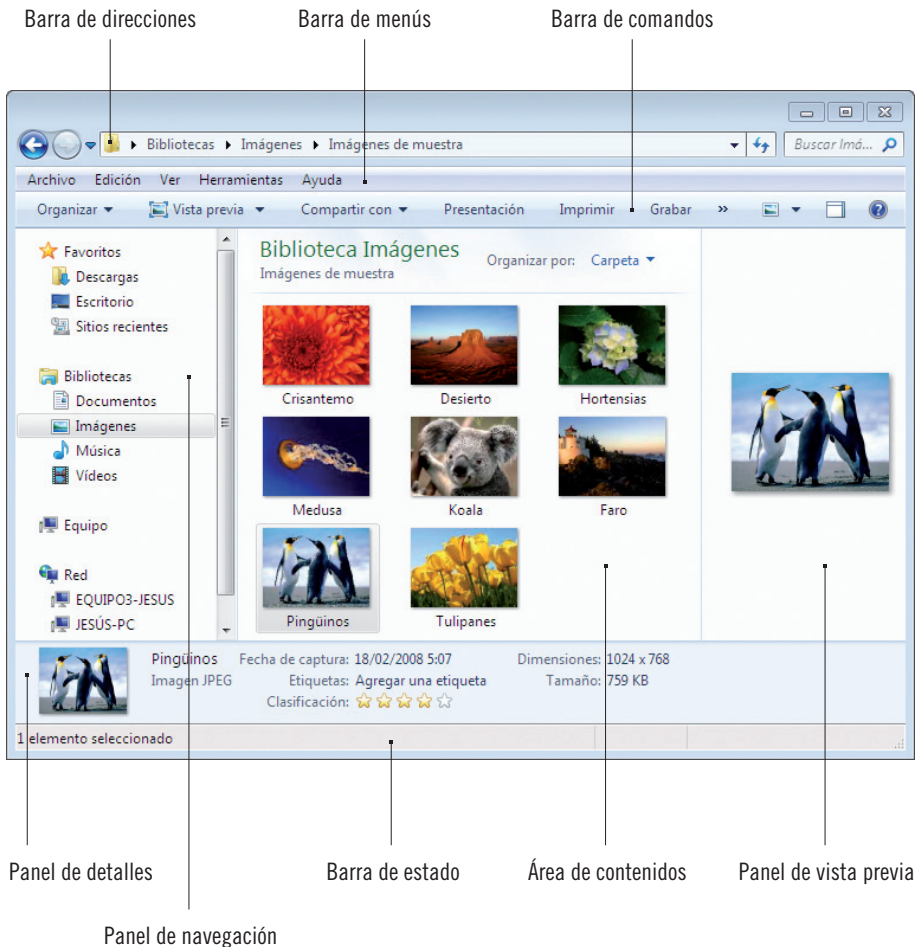 Barra de direcciones
Barra de menús
Barra de comandos
Bibliotecas Imágenes Imágenes de muestra
Buscar Imá...
Archivo Edición Ver Herramientas Ayuda
Organizar Vista previa Compartir con Presentación Imprimir Grabar »
Favoritos
Descargas
Escritorio
Sitios recientes
Bibliotecas
Documentos
Imágenes
Música
Vídeos
Equipo
Red
EQUIPO3-JESUS
JESÚS-PC
Biblioteca Imágenes
Imágenes de muestra
Organizar por: Carpeta
Crisantemo
Desierto
Hortensias
Medusa
Koala
Faro
Pingüinos
Tulipanes
Pingüinos Fecha de captura: 18/02/2008 5:07 Dimensiones: 1024 x 768
Imagen JPEG Etiquetas: Agregar una etiqueta Tamaño: 759 KB
Clasificación:
1 elemento seleccionado
Panel de detalles
Barra de estado
Área de contenidos
Panel de vista previa
Panel de navegación